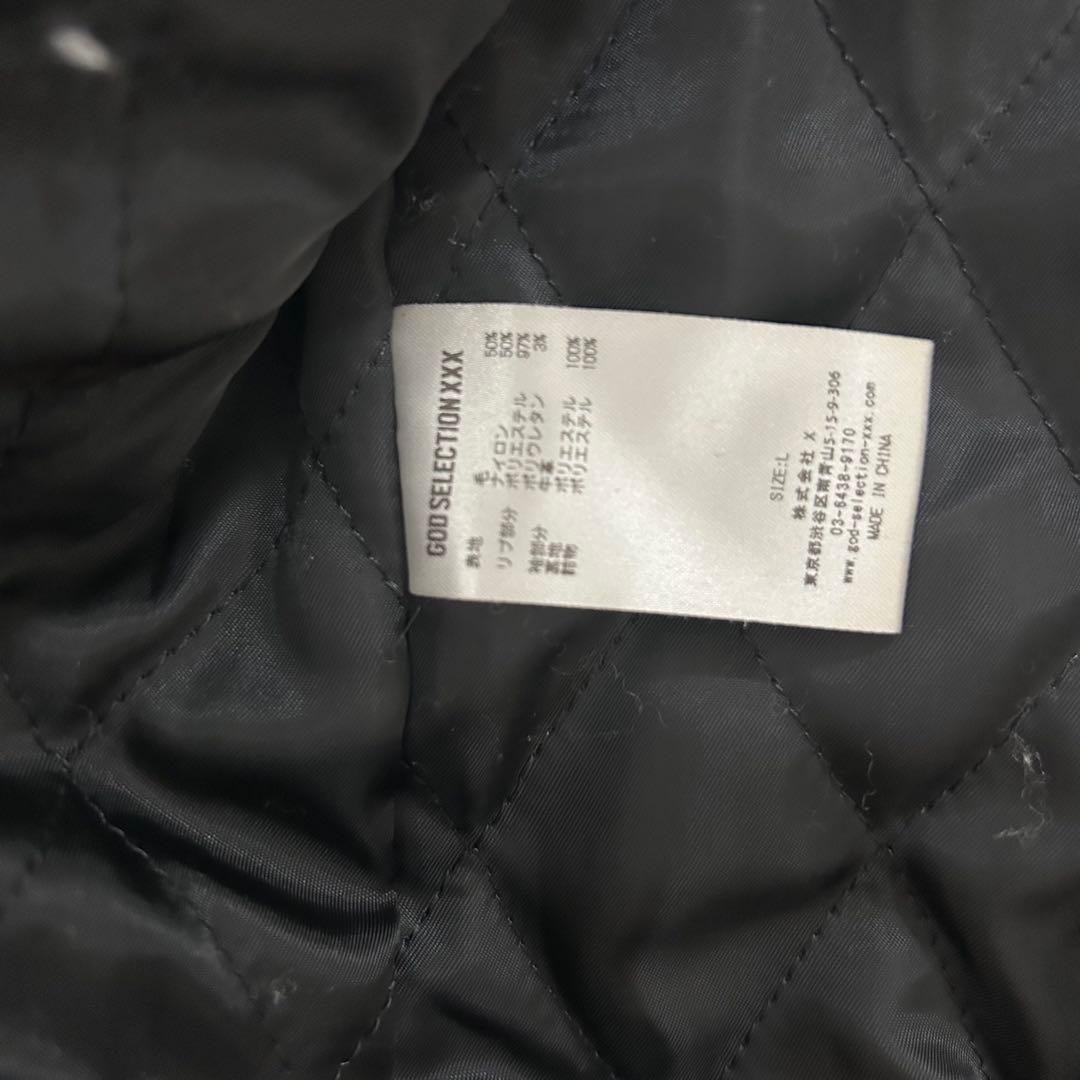 GOD SELECTION XXX
表地 毛 50%
ナイロン 50%
リブ部分 ポリエステル 97%
ポリウレタン 3%
袖部分 牛革
裏地 ポリエステル 100%
詰物 ポリエステル 100%
SIZE:L
株式会社 X
東京都渋谷区南青山5-15-9-306
03-6438-9170
www.god-selection-xxx.com
MADE IN CHINA